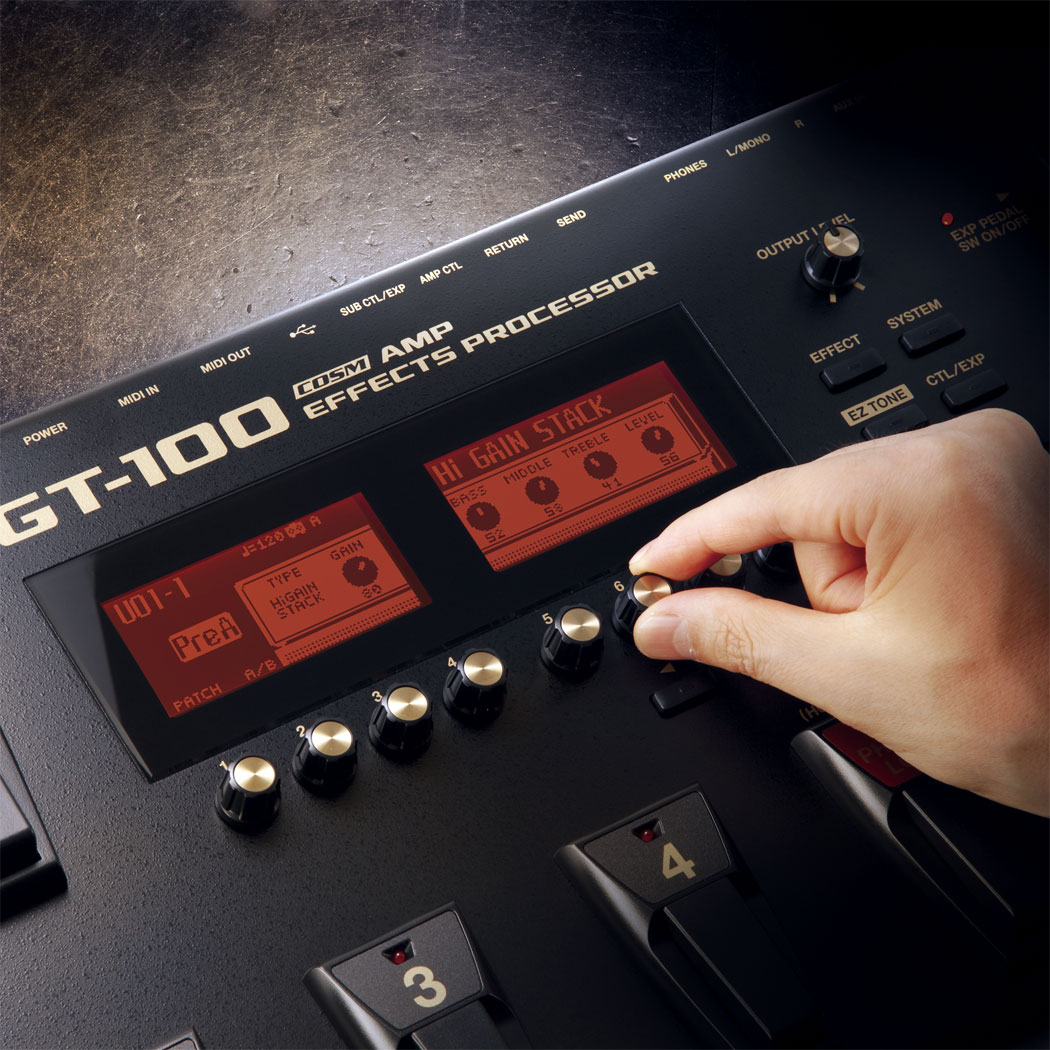 POWER
MIDI IN
MIDI OUT
SUB CTL/EXP
AMP CTL
RETURN
SEND
PHONES
L/MONO
R
GT-100
COSM AMP
EFFECTS PROCESSOR
OUTPUT LEVEL
EXP PEDAL
SW ON/OFF
EFFECT
SYSTEM
EZ TONE
CTL/EXP
U01-1
♩=120
A
PreA
TYPE
HiGAIN
STACK
GAIN
80
PATCH
A/B
Hi GAIN STACK
BASS
MIDDLE
TREBLE
LEVEL
52
53
41
56
1
2
3
4
5
6
3
4